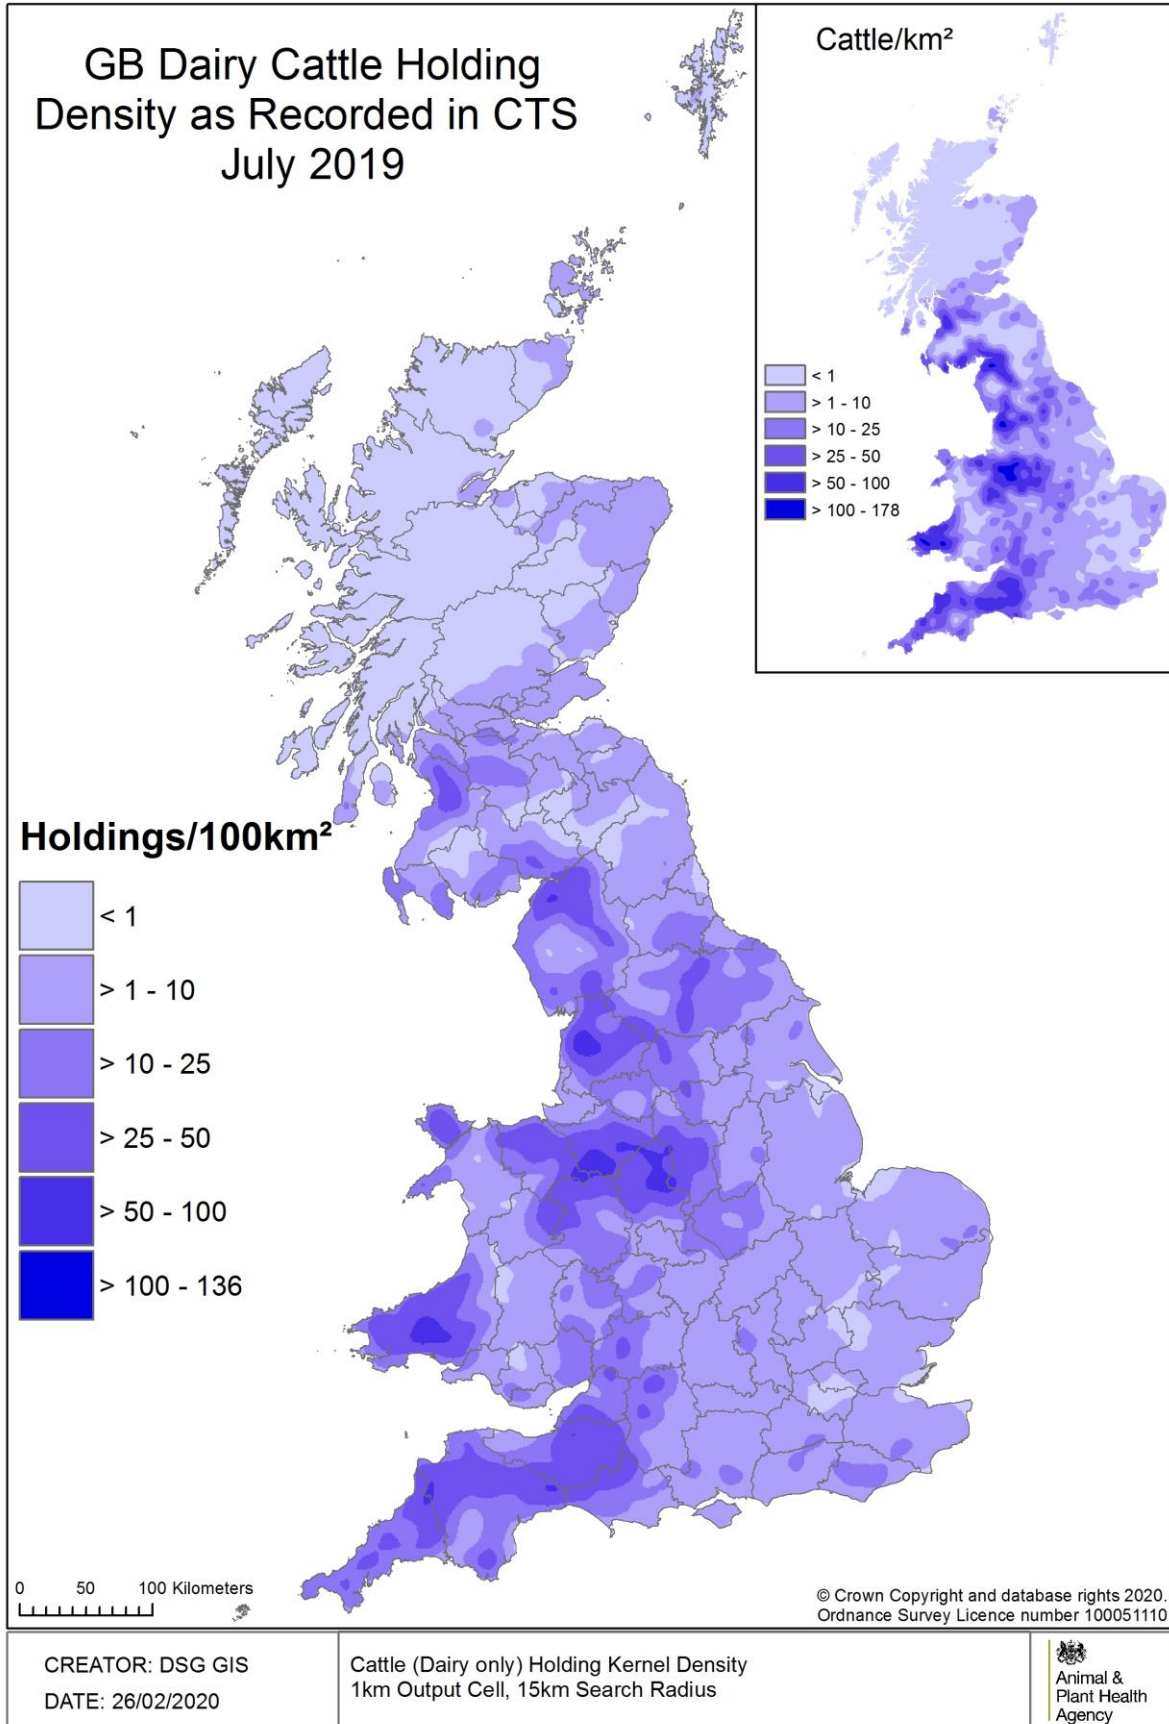 GB Dairy Cattle Holding
Density as Recorded in CTS
July 2019
Cattle/km²
< 1
> 1 - 10
> 10 - 25
> 25 - 50
> 50 - 100
> 100 - 178
Holdings/100km²
< 1
> 1 - 10
> 10 - 25
> 25 - 50
> 50 - 100
> 100 - 136
0 50 100 Kilometers
© Crown Copyright and database rights 2020.
Ordnance Survey Licence number 100051110
CREATOR: DSG GIS
DATE: 26/02/2020
Cattle (Dairy only) Holding Kernel Density
1km Output Cell, 15km Search Radius
Animal &
Plant Health
Agency